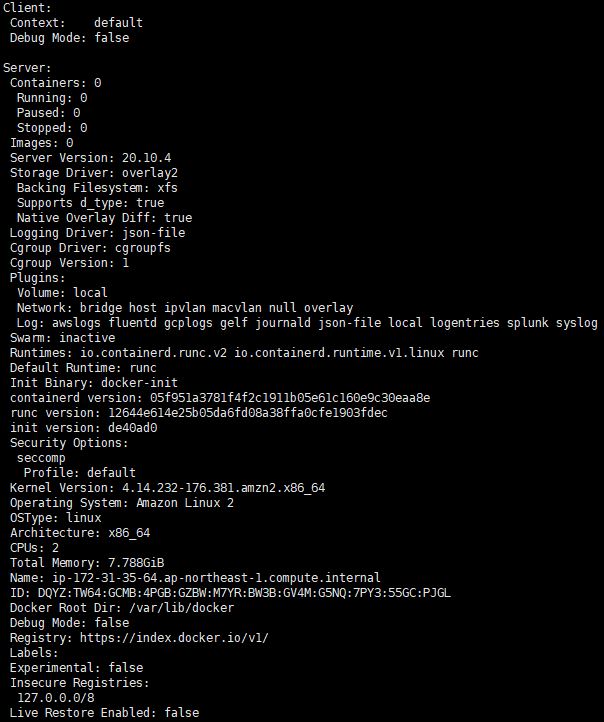 Client:
 Context:    default
 Debug Mode: false

Server:
 Containers: 0
  Running: 0
  Paused: 0
  Stopped: 0
 Images: 0
 Server Version: 20.10.4
 Storage Driver: overlay2
  Backing Filesystem: xfs
  Supports d_type: true
  Native Overlay Diff: true
 Logging Driver: json-file
 Cgroup Driver: cgroupfs
 Cgroup Version: 1
 Plugins:
  Volume: local
  Network: bridge host ipvlan macvlan null overlay
  Log: awslogs fluentd gcplogs gelf journald json-file local logentries splunk syslog
 Swarm: inactive
 Runtimes: io.containerd.runc.v2 io.containerd.runtime.v1.linux runc
 Default Runtime: runc
 Init Binary: docker-init
 containerd version: 05f951a3781f4f2c1911b05e61c160e9c30eaa8e
 runc version: 12644e614e25b05da6fd08a38ffa0cfe1903fdec
 init version: de40ad0
 Security Options:
  seccomp
   Profile: default
 Kernel Version: 4.14.232-176.381.amzn2.x86_64
 Operating System: Amazon Linux 2
 OSType: linux
 Architecture: x86_64
 CPUs: 2
 Total Memory: 7.788GiB
 Name: ip-172-31-35-64.ap-northeast-1.compute.internal
 ID: DQYZ:TW64:GCMB:4PGB:GZBW:M7YR:BW3B:GV4M:G5NQ:7PY3:55GC:PJGL
 Docker Root Dir: /var/lib/docker
 Debug Mode: false
 Registry: https://index.docker.io/v1/
 Labels:
 Experimental: false
 Insecure Registries:
  127.0.0.0/8
 Live Restore Enabled: false